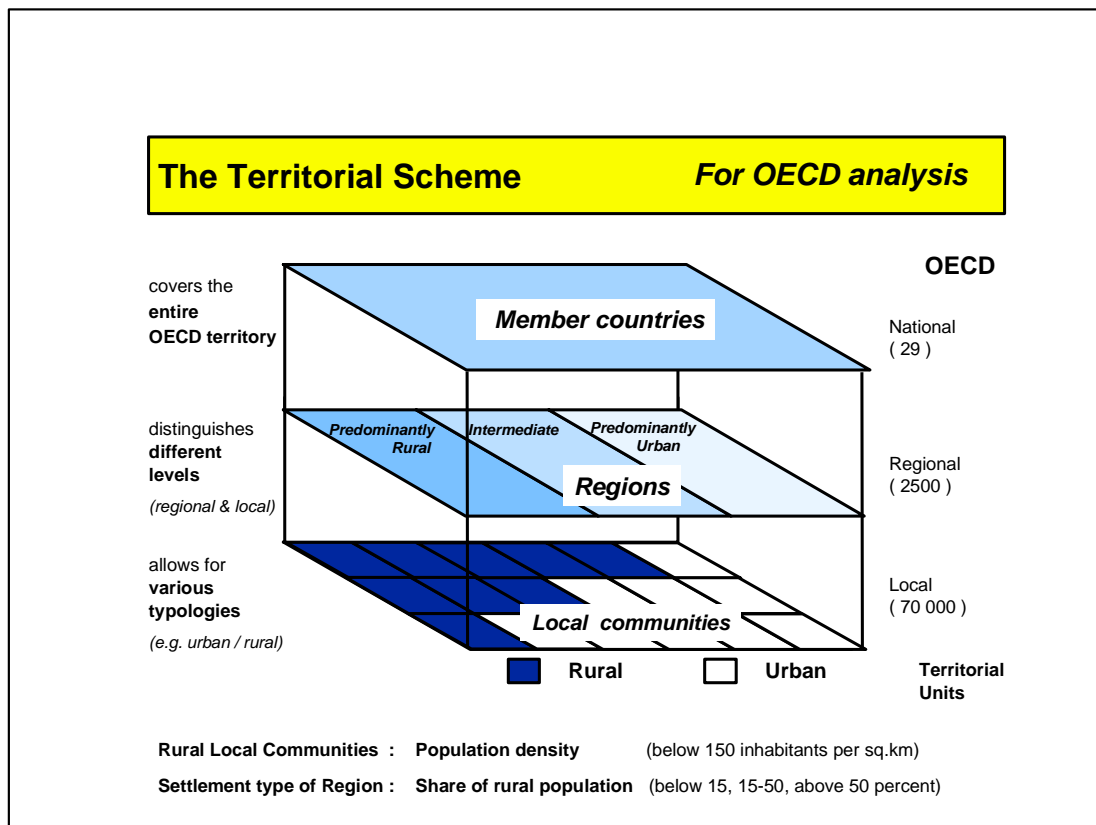 The Territorial Scheme For OECD analysis
OECD
covers the
entire
OECD territory
Member countries
National
( 29 )
distinguishes
different
levels
(regional & local)
Predominantly
Rural
Intermediate
Predominantly
Urban
Regions
Regional
( 2500 )
allows for
various
typologies
(e.g. urban / rural)
Local communities
Local
( 70 000 )
Rural Urban
Territorial
Units
Rural Local Communities : Population density (below 150 inhabitants per sq.km)
Settlement type of Region : Share of rural population (below 15, 15-50, above 50 percent)